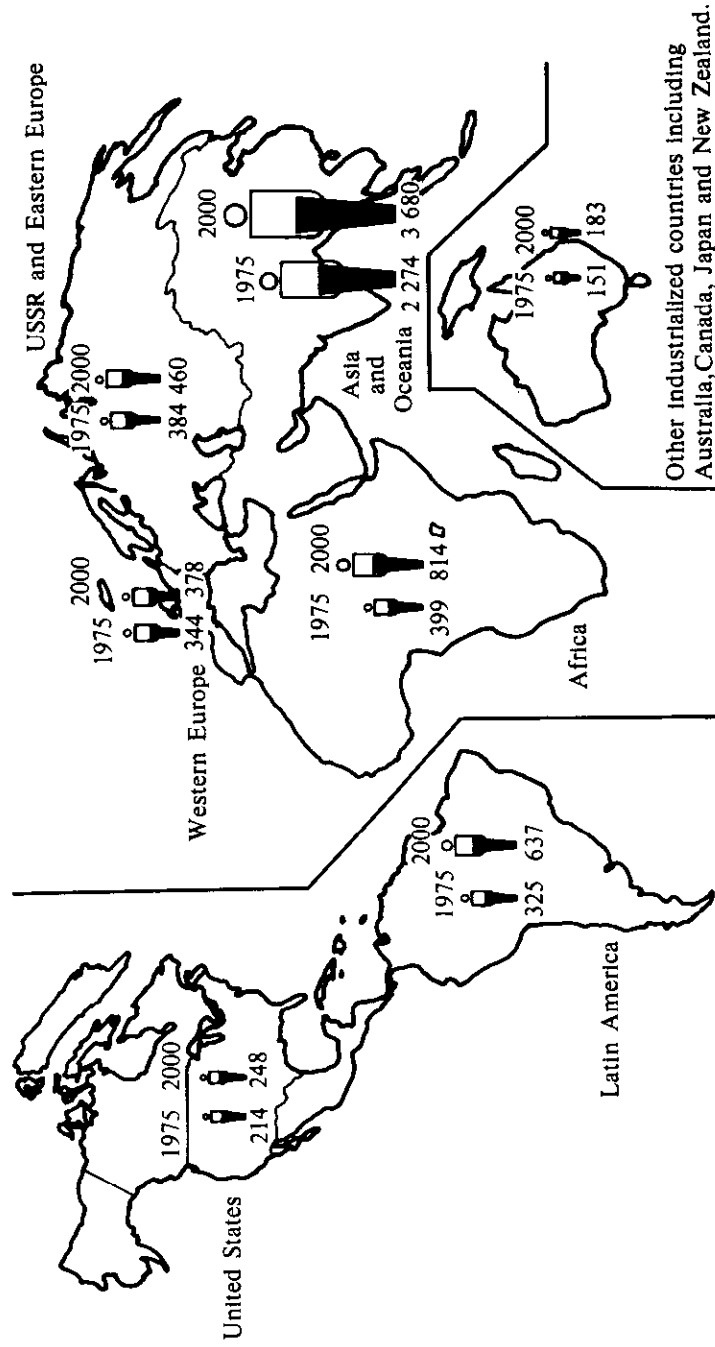 USSR and Eastern Europe
1975 2000
384 460
1975 2000
344 378
Western Europe
1975 2000
2 274 3 680
Asia
and
Oceania
1975 2000
399 814
Africa
1975 2000
151 183
Other industrialized countries including
Australia, Canada, Japan and New Zealand.
1975 2000
214 248
United States
1975 2000
325 637
Latin America